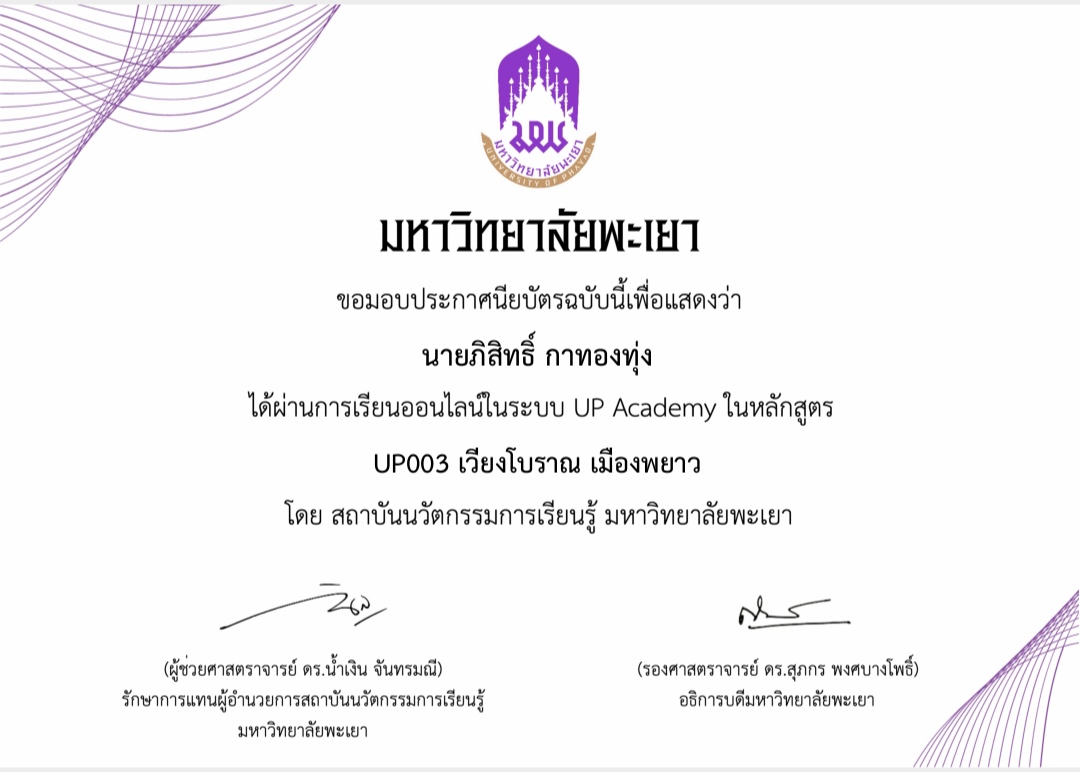 มพย
มหาวิทยาลัยพะเยา
UNIVERSITY OF PHAYAO
มหาวิทยาลัยพะเยา
ขอมอบประกาศนียบัตรฉบับนี้เพื่อแสดงว่า
นายภิสิทธิ์ กาทองทุ่ง
ได้ผ่านการเรียนออนไลน์ในระบบ UP Academy ในหลักสูตร
UP003 เวียงโบราณ เมืองพยาว
โดย สถาบันนวัตกรรมการเรียนรู้ มหาวิทยาลัยพะเยา
(ผู้ช่วยศาสตราจารย์ ดร.น้ำเงิน จันทรมณี)
รักษาการแทนผู้อำนวยการสถาบันนวัตกรรมการเรียนรู้
มหาวิทยาลัยพะเยา
(รองศาสตราจารย์ ดร.สุภกร พงศบางโพธิ์)
อธิการบดีมหาวิทยาลัยพะเยา